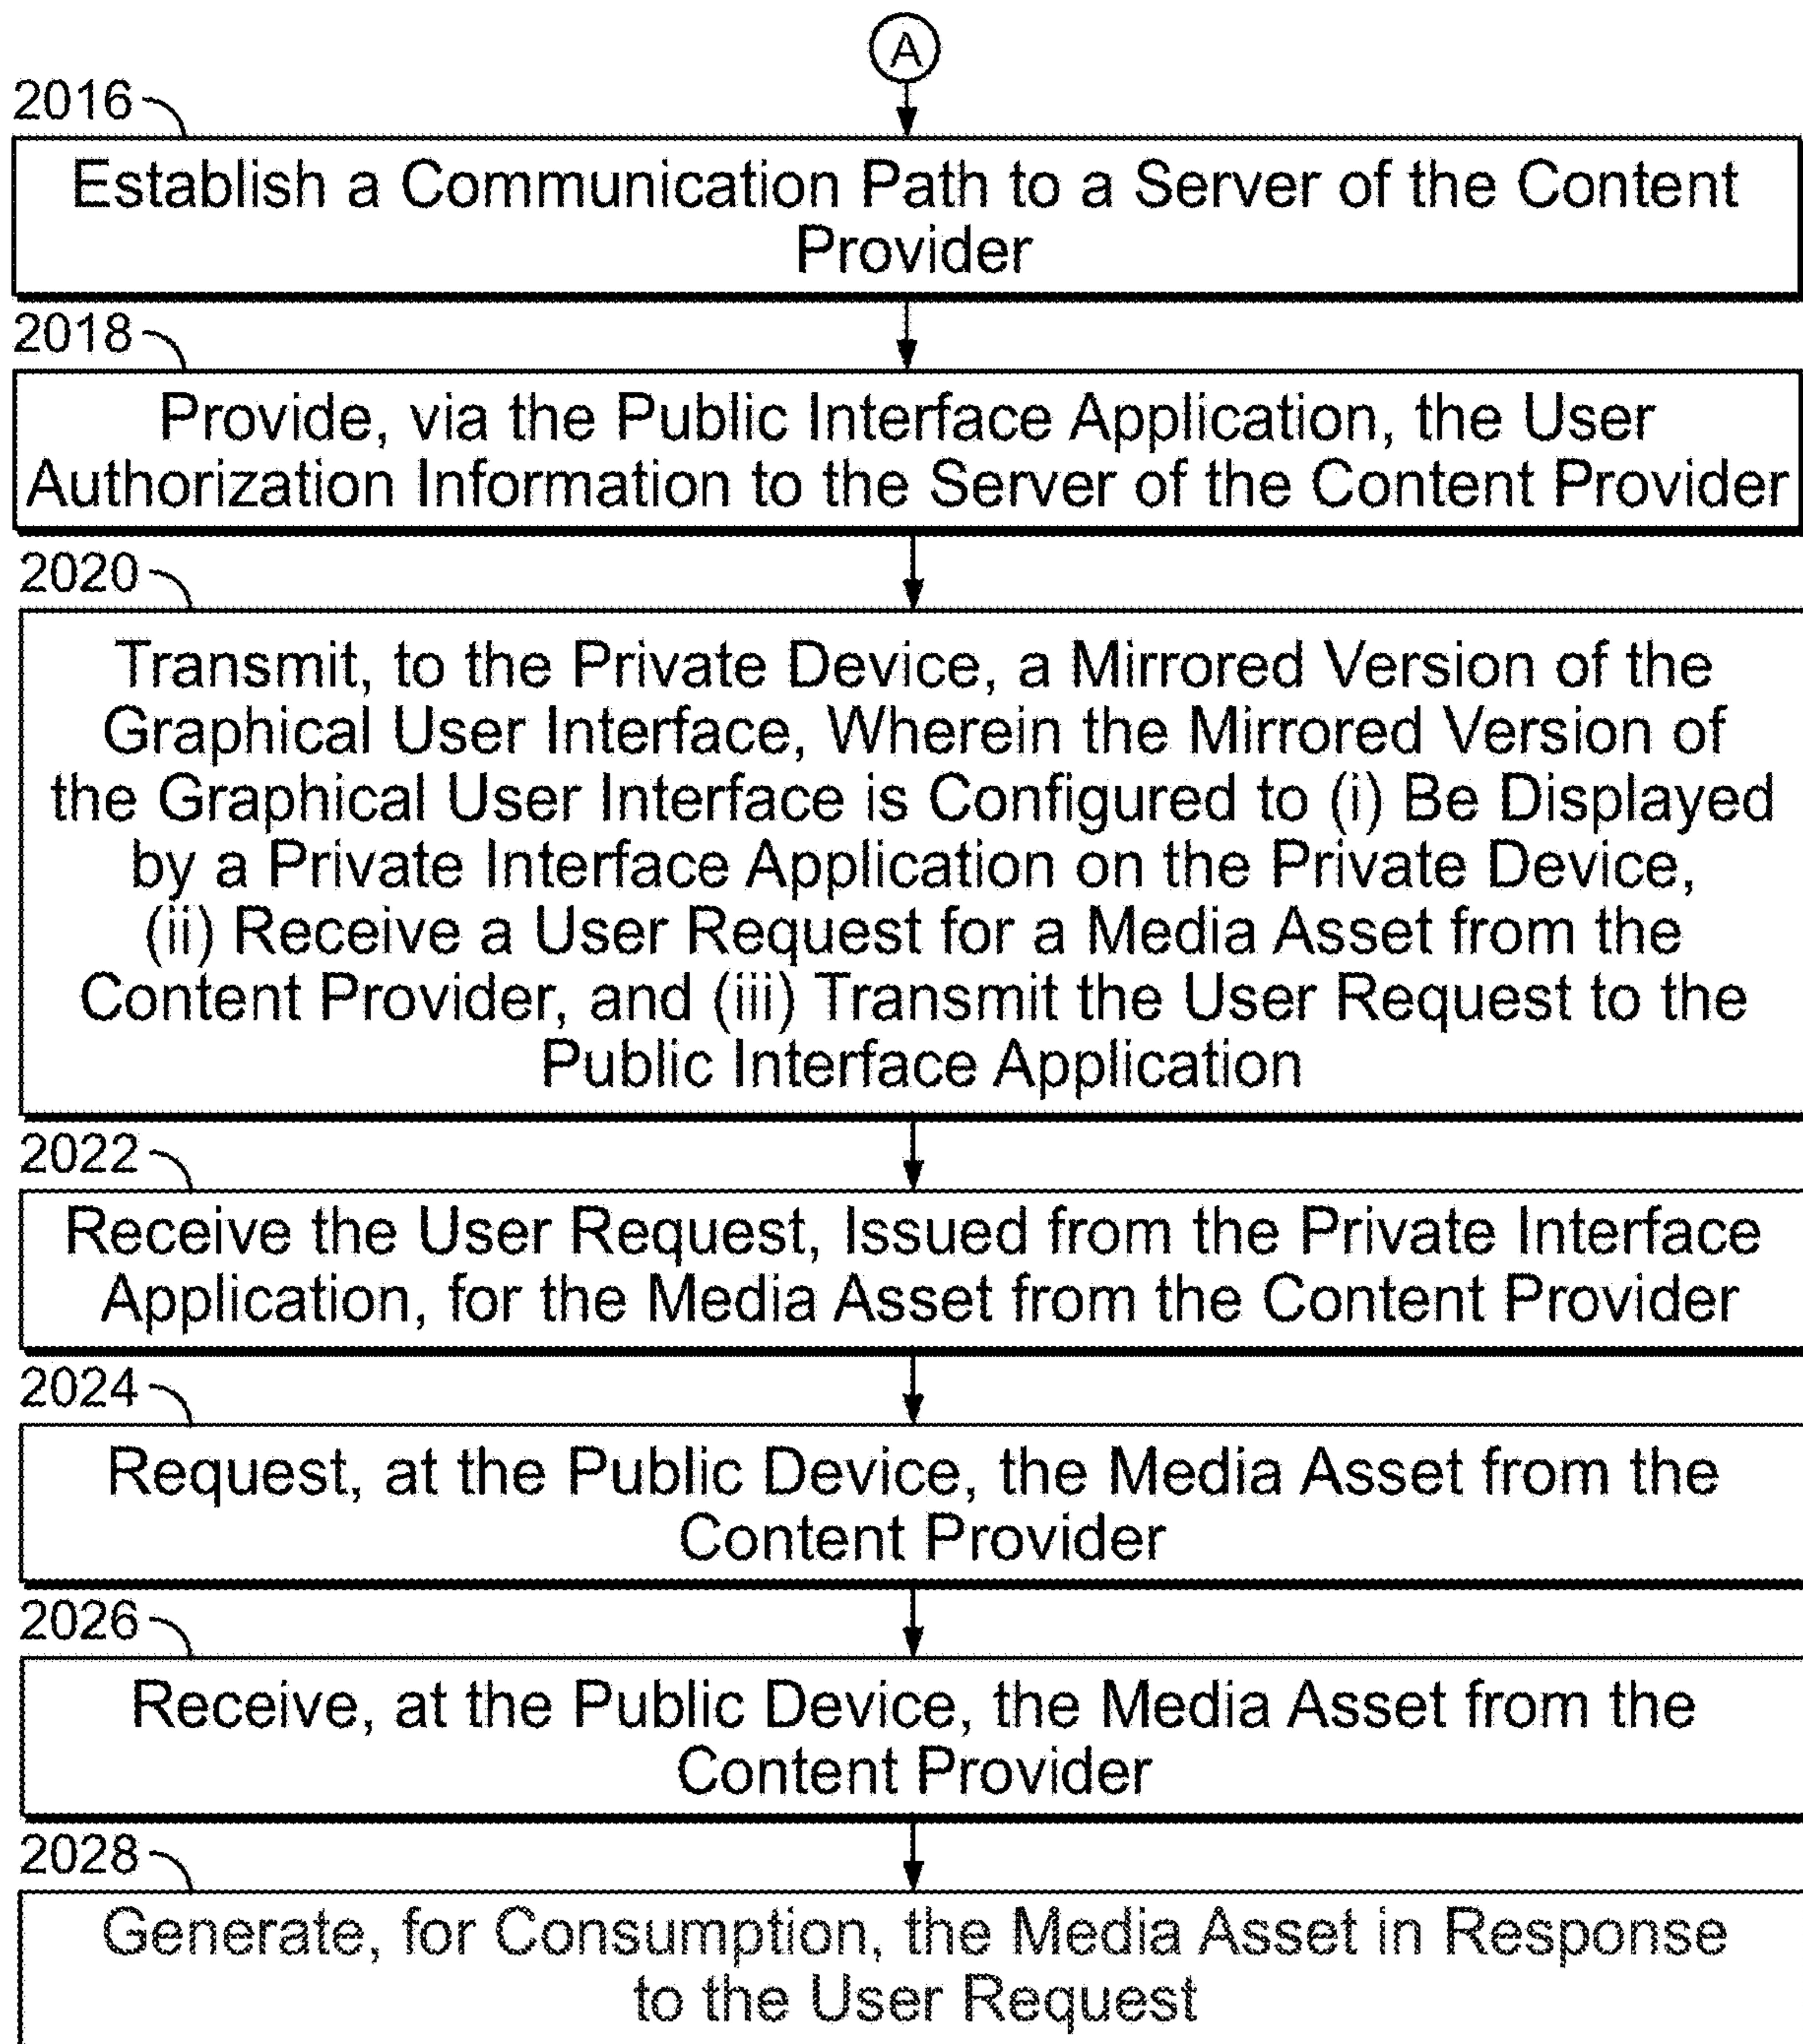 A
2016
Establish a Communication Path to a Server of the Content
Provider
2018
Provide, via the Public Interface Application, the User
Authorization Information to the Server of the Content Provider
2020
Transmit, to the Private Device, a Mirrored Version of the
Graphical User Interface, Wherein the Mirrored Version of
the Graphical User Interface is Configured to (i) Be Displayed
by a Private Interface Application on the Private Device,
(ii) Receive a User Request for a Media Asset from the
Content Provider, and (iii) Transmit the User Request to the
Public Interface Application
2022
Receive the User Request, Issued from the Private Interface
Application, for the Media Asset from the Content Provider
2024
Request, at the Public Device, the Media Asset from the
Content Provider
2026
Receive, at the Public Device, the Media Asset from the
Content Provider
2028
Generate, for Consumption, the Media Asset in Response
to the User Request